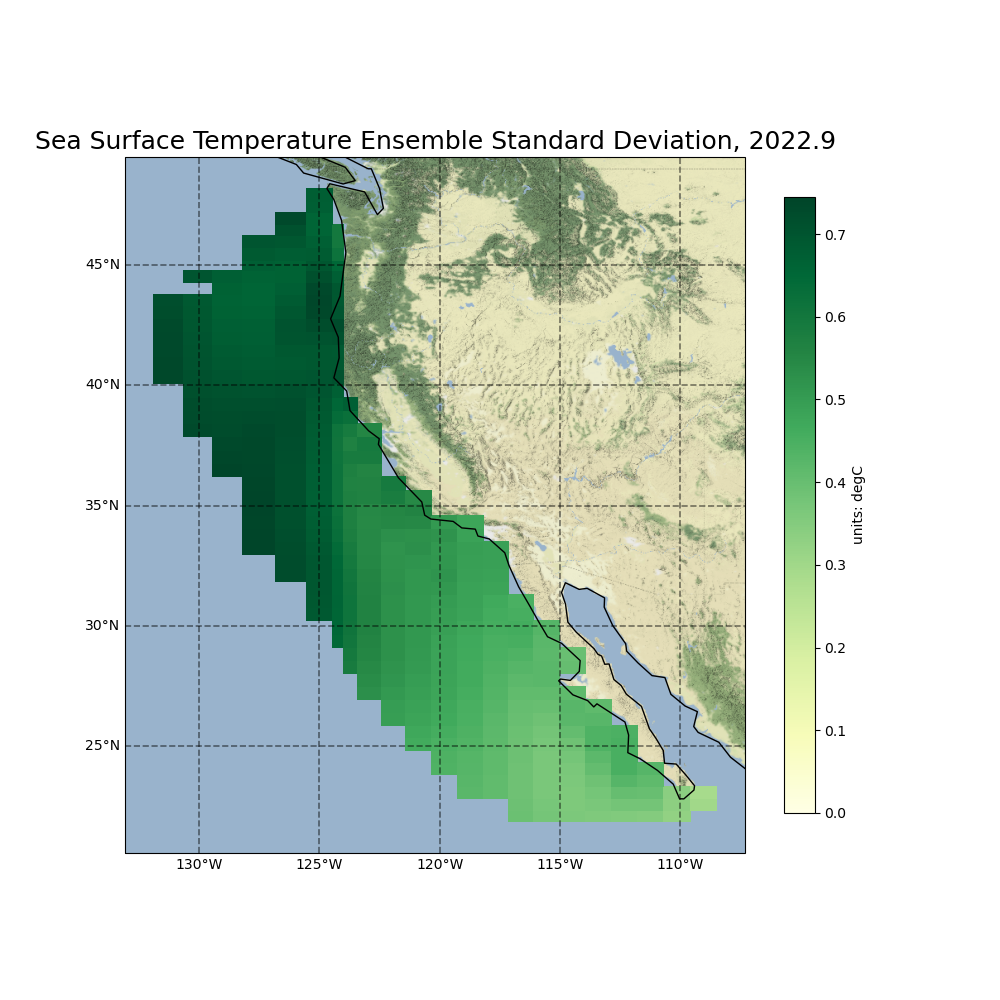 Sea Surface Temperature Ensemble Standard Deviation, 2022.9
45°N
40°N
35°N
30°N
25°N
130°W 125°W 120°W 115°W 110°W
0.7
0.6
0.5
0.4
0.3
0.2
0.1
0.0
units: degC